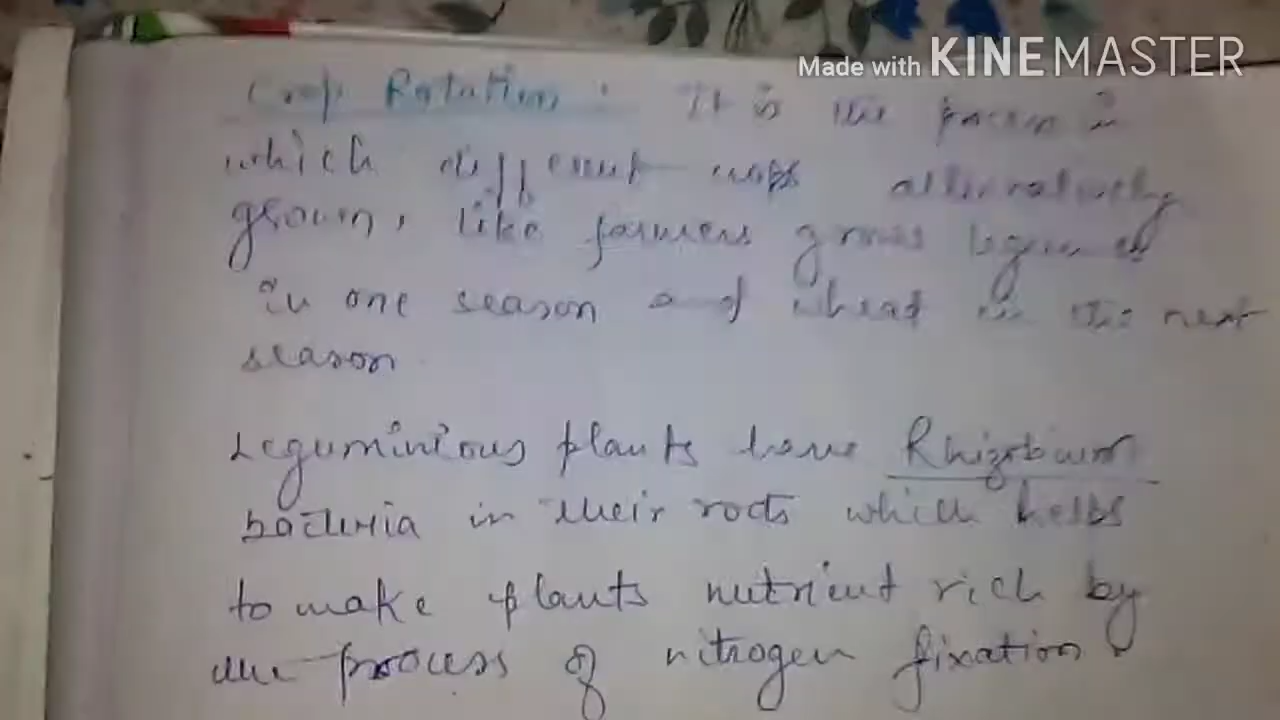 Made with KINEMASTER
Crop Rotation : It is the process in
which different crops alternatively
grown, like farmers grows legumes
in one season and wheat in the next
season
Leguminious plants have Rhizobium
bacteria in their roots which helps
to make plants nutrient rich by
the process of nitrogen fixation.